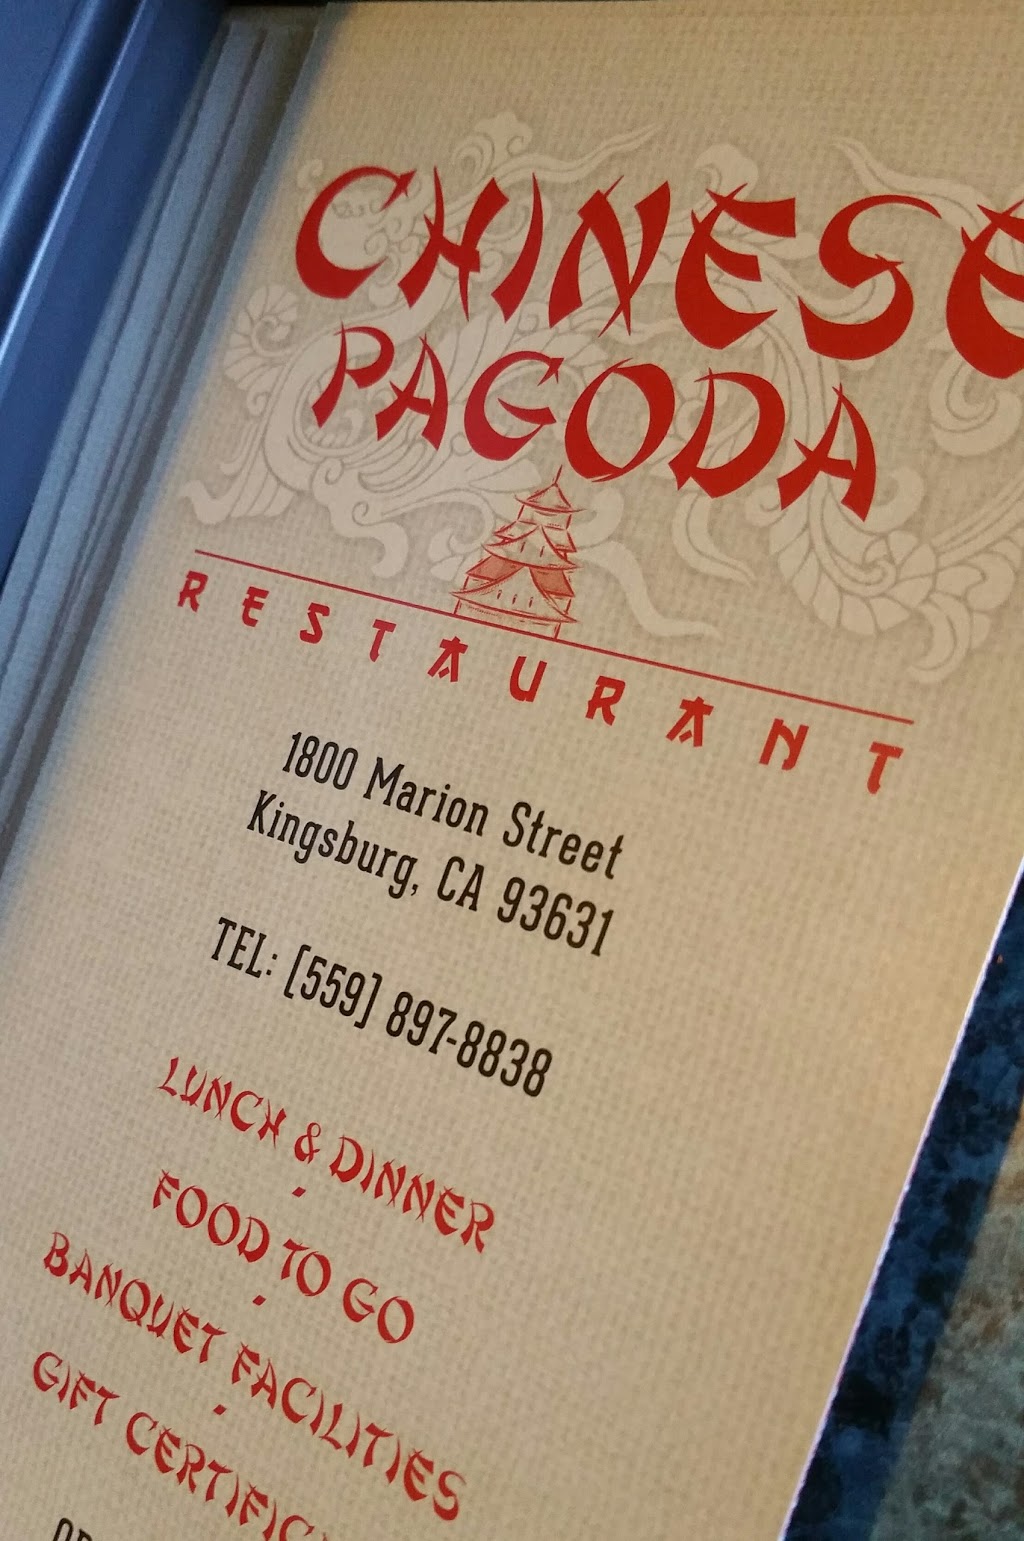 CHINESE
PAGODA
RESTAURANT
1800 Marion Street
Kingsburg, CA 93631
TEL: [559] 897-8838
LUNCH & DINNER
-
FOOD TO GO
-
BANQUET FACILITIES
-
GIFT